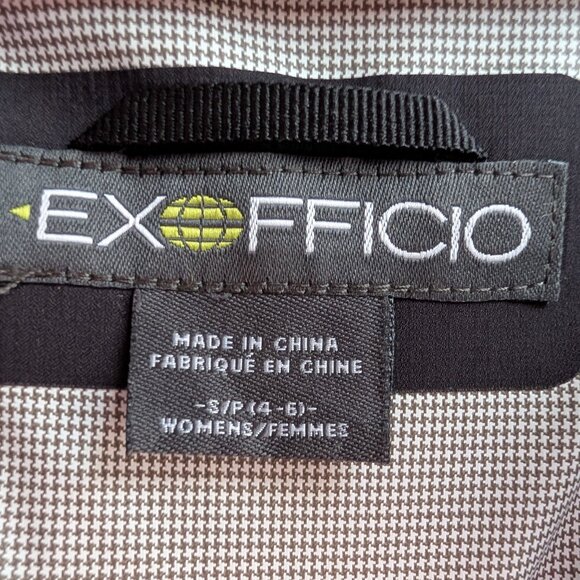 EXOFFICIO
MADE IN CHINA
FABRIQUÉ EN CHINE
-S/P (4-6)-
WOMENS/FEMMES